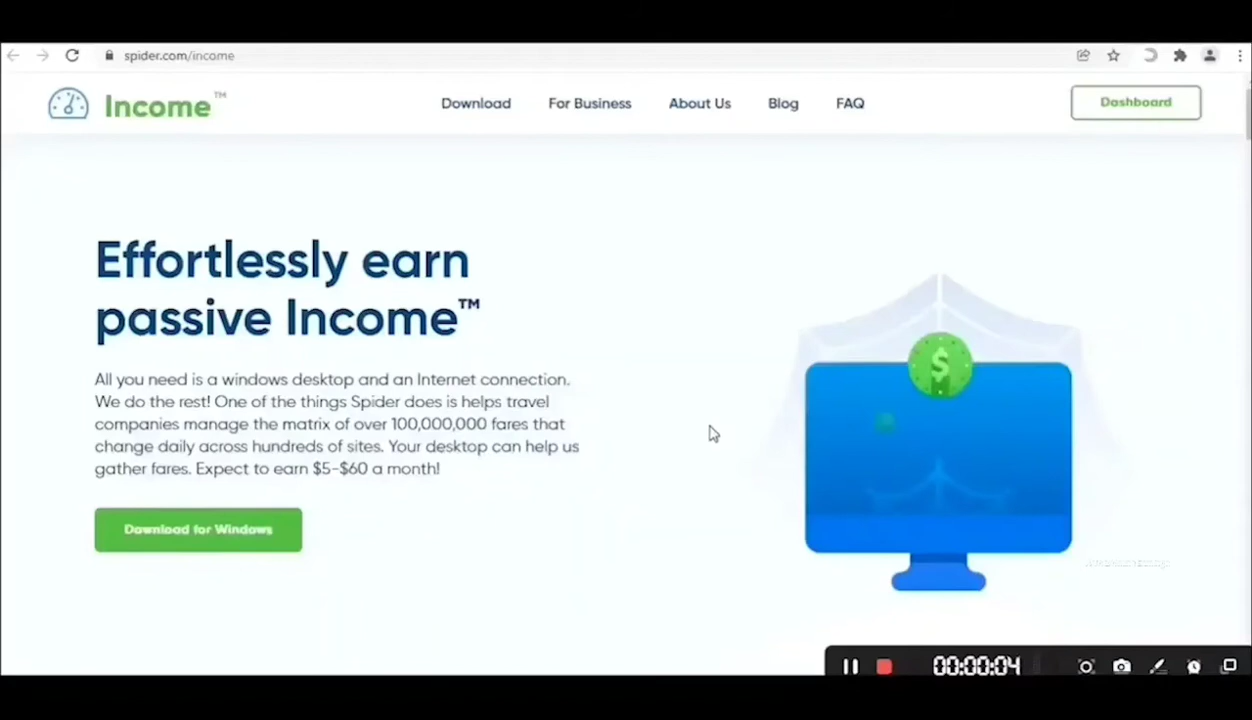 spider.com/income
Income™
Download
For Business
About Us
Blog
FAQ
Dashboard
Effortlessly earn
passive Income™
All you need is a windows desktop and an Internet connection.
We do the rest! One of the things Spider does is helps travel
companies manage the matrix of over 100,000,000 fares that
change daily across hundreds of sites. Your desktop can help us
gather fares. Expect to earn $5-$60 a month!
$
Download for Windows
00:00:04